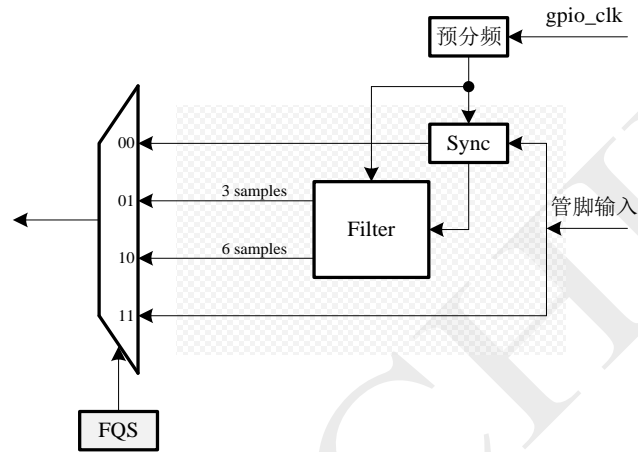 gpio_clk
预分频
00
Sync
01
3 samples
管脚输入
Filter
10
6 samples
11
FQS